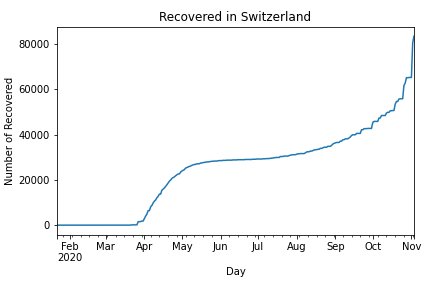 Recovered in Switzerland
Number of Recovered
80000
60000
40000
20000
0
Feb Mar Apr May Jun Jul Aug Sep Oct Nov
2020
Day